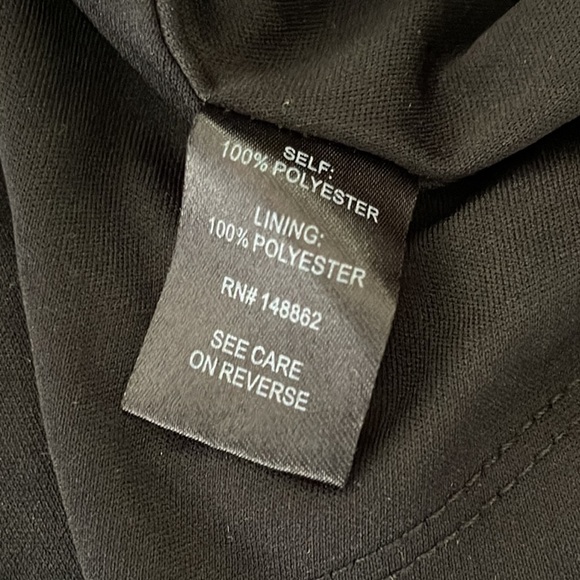 SELF:
100% POLYESTER
LINING:
100% POLYESTER
RN# 148862
SEE CARE
ON REVERSE